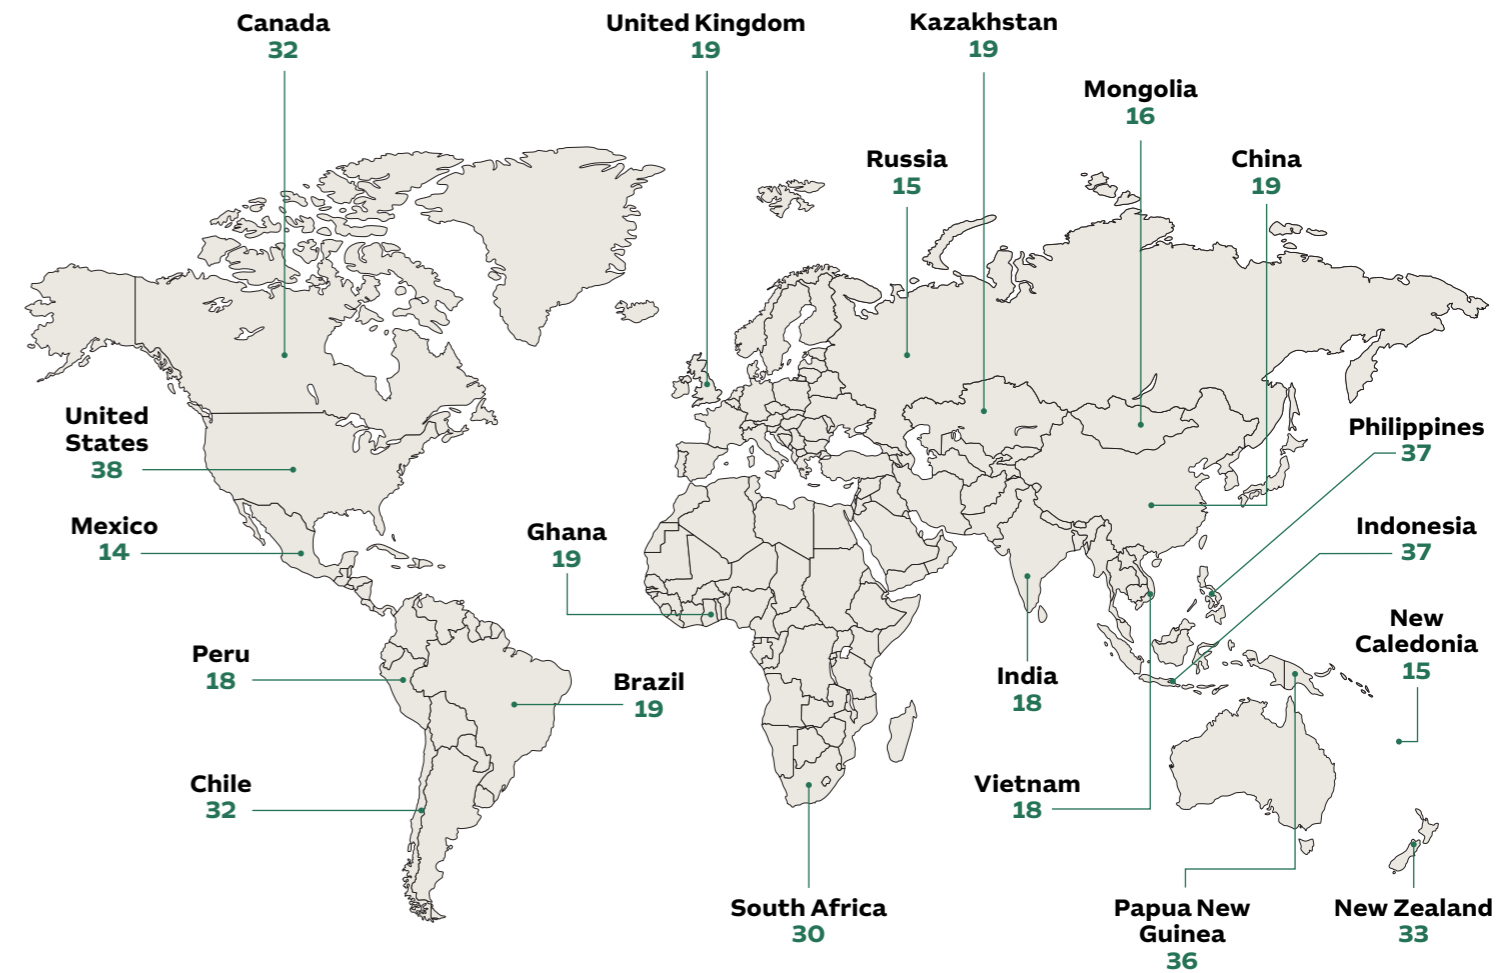 Canada
32
United Kingdom
19
Kazakhstan
19
Mongolia
16
Russia
15
China
19
United
States
38
Philippines
37
Mexico
14
Ghana
19
Indonesia
37
New
Caledonia
15
Peru
18
Brazil
19
India
18
Chile
32
Vietnam
18
South Africa
30
Papua New
Guinea
36
New Zealand
33